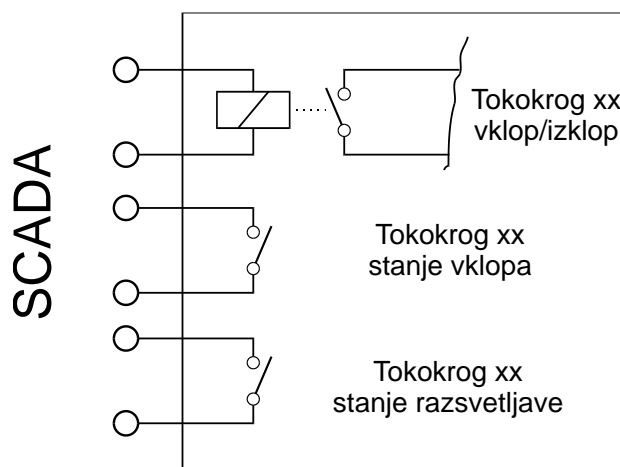 SCADA
Tokokrog xx
vklop/izklop
Tokokrog xx
stanje vklopa
Tokokrog xx
stanje razsvetljave